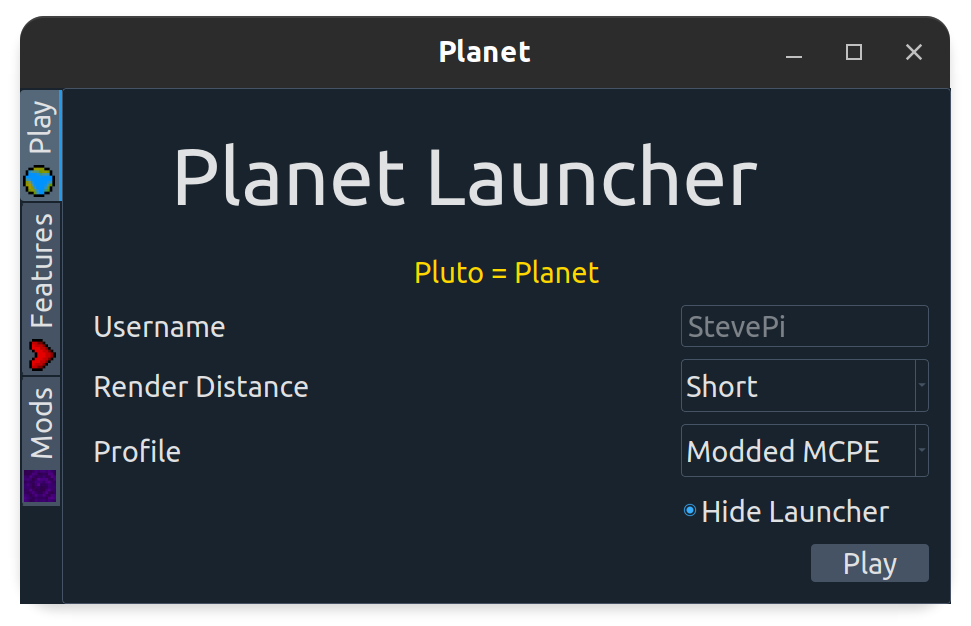 Planet
Play
Features
Mods
Planet Launcher
Pluto = Planet
Username
StevePi
Render Distance
Short
Profile
Modded MCPE
Hide Launcher
Play